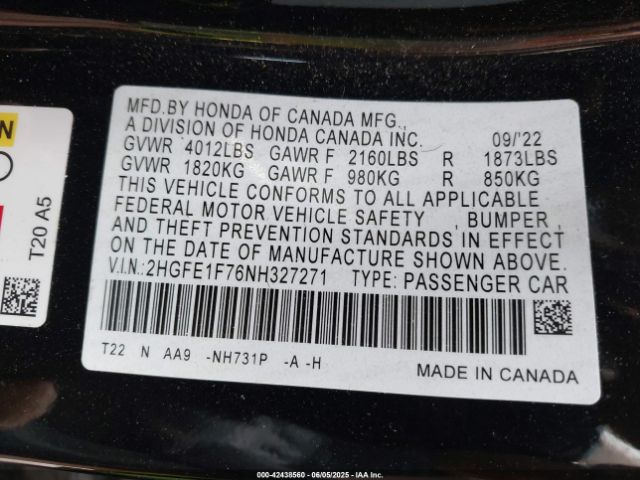 MFD.BY HONDA OF CANADA MFG.,
A DIVISION OF HONDA CANADA INC. 09/'22
GVWR 4012LBS GAWR F 2160LBS R 1873LBS
GVWR 1820KG GAWR F 980KG R 850KG
THIS VEHICLE CONFORMS TO ALL APPLICABLE
FEDERAL MOTOR VEHICLE SAFETY , BUMPER ,
AND THEFT PREVENTION STANDARDS IN EFFECT
ON THE DATE OF MANUFACTURE SHOWN ABOVE.
V.I.N.:2HGFE1F76NH327271 TYPE: PASSENGER CAR
T22 N AA9 -NH731P -A -H
MADE IN CANADA
T20 A5
000-42438560 - 06/05/2025 - IAA Inc.